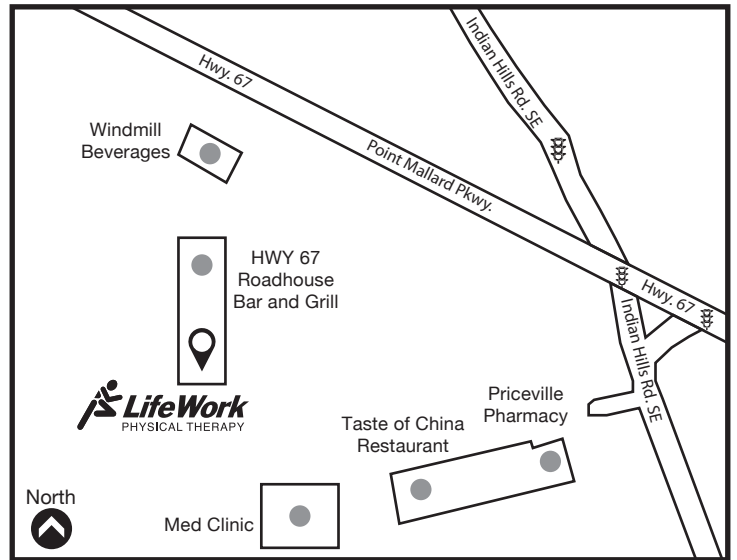 Indian Hills Rd. SE
Hwy. 67
Windmill
Beverages
Point Mallard Pkwy.
HWY 67
Roadhouse
Bar and Grill
Hwy. 67
Indian Hills Rd. SE
LifeWork
PHYSICAL THERAPY
Priceville
Pharmacy
Taste of China
Restaurant
North
Med Clinic